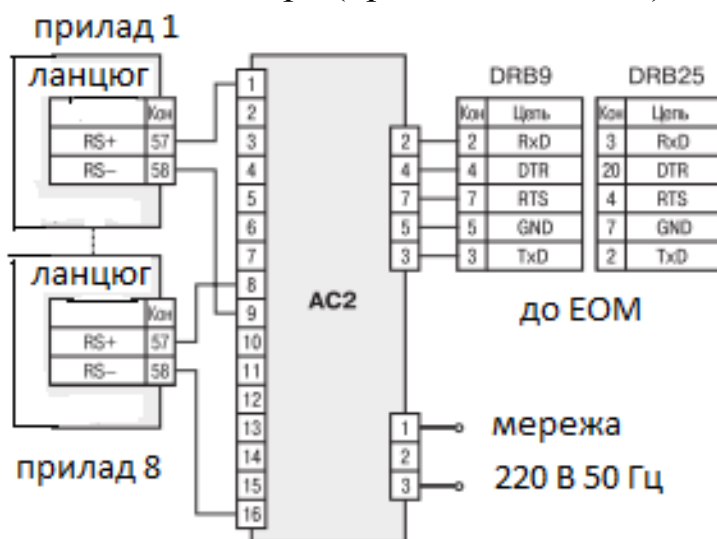 прилад 1
ланцюг
Кон
RS+ 57
RS− 58
ланцюг
Кон
RS+ 57
RS− 58
прилад 8
1
2
3
4
5
6
7
8
9
10
11
12
13
14
15
16
AC2
2
4
7
5
3
DRB9
Кон Цепь
2 RxD
4 DTR
7 RTS
5 GND
3 TxD
DRB25
Кон Цепь
3 RxD
20 DTR
4 RTS
7 GND
2 TxD
до ЕОМ
1
2
3
мережа
220 В 50 Гц